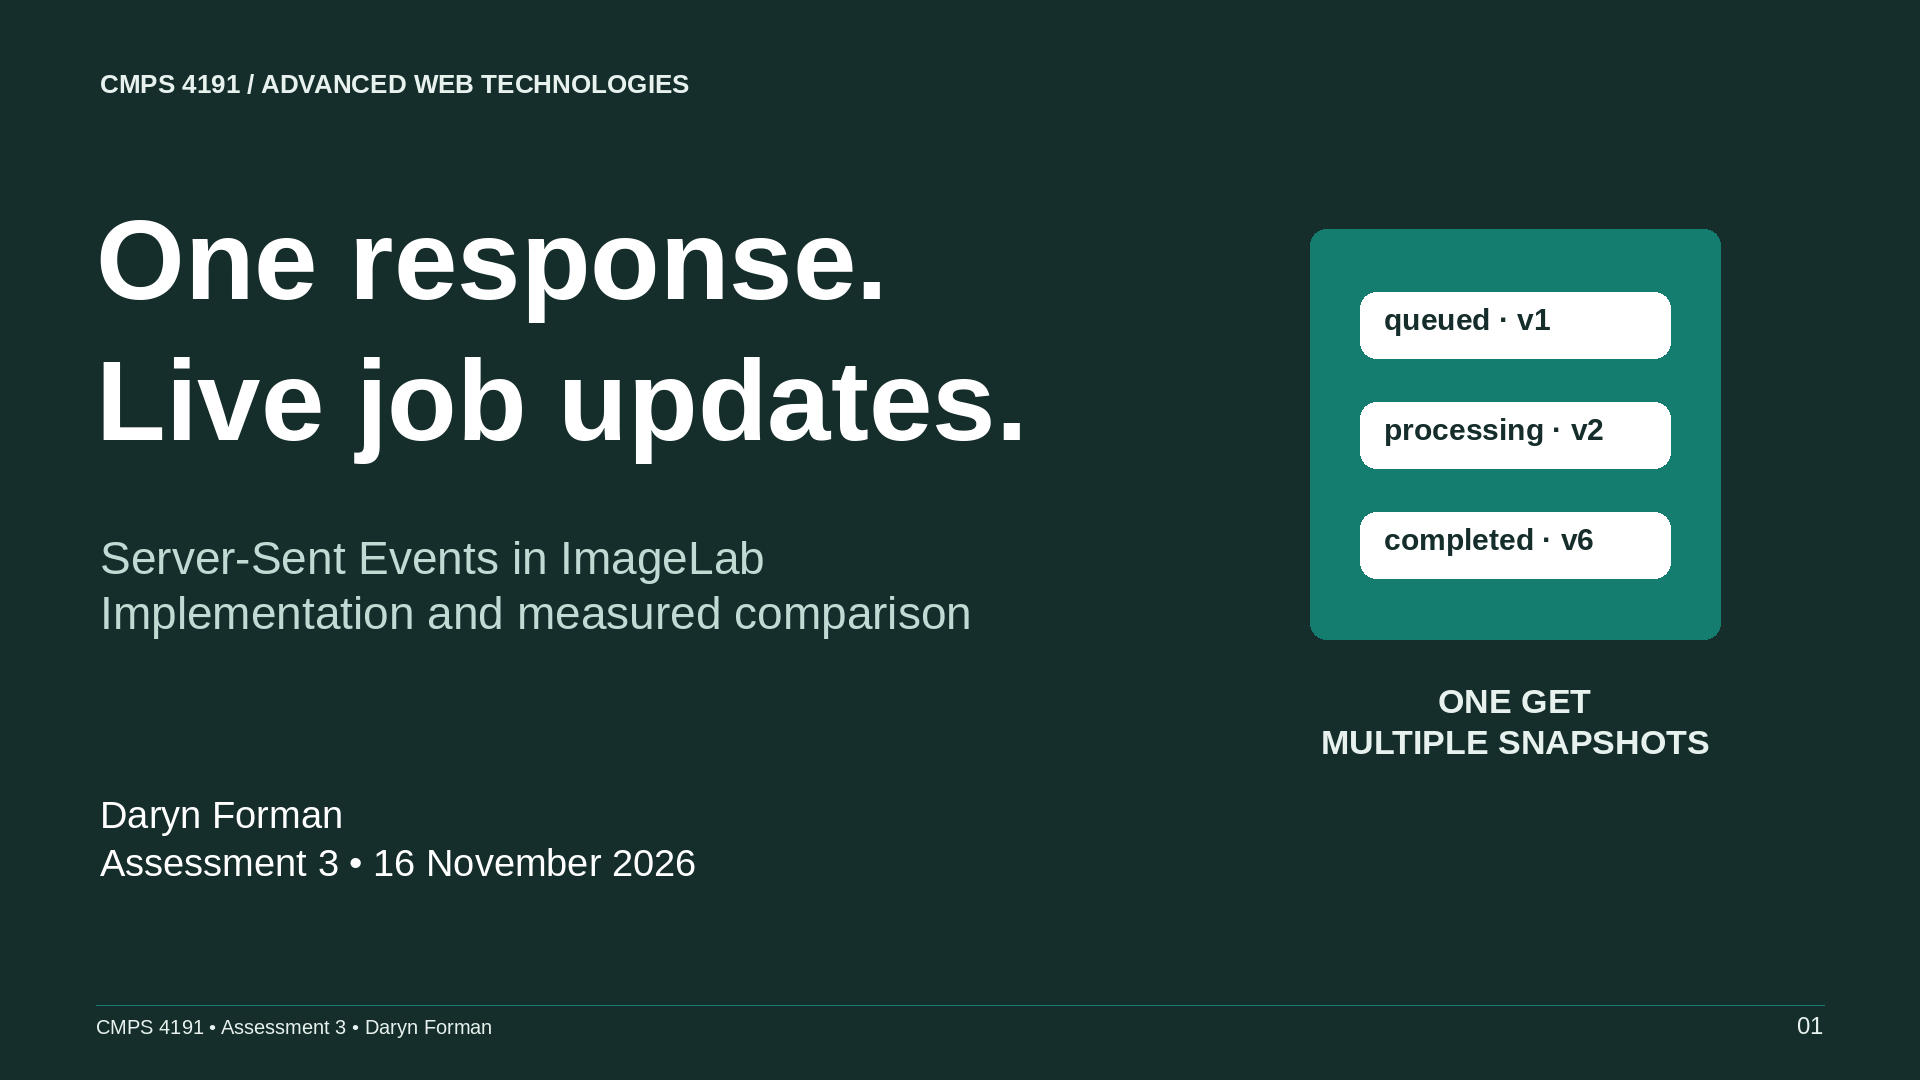 CMPS 4191 / ADVANCED WEB TECHNOLOGIES
One response.
Live job updates.
Server-Sent Events in ImageLab
Implementation and measured comparison
Daryn Forman
Assessment 3 • 16 November 2026
queued · v1
processing · v2
completed · v6
ONE GET
MULTIPLE SNAPSHOTS
CMPS 4191 • Assessment 3 • Daryn Forman
01